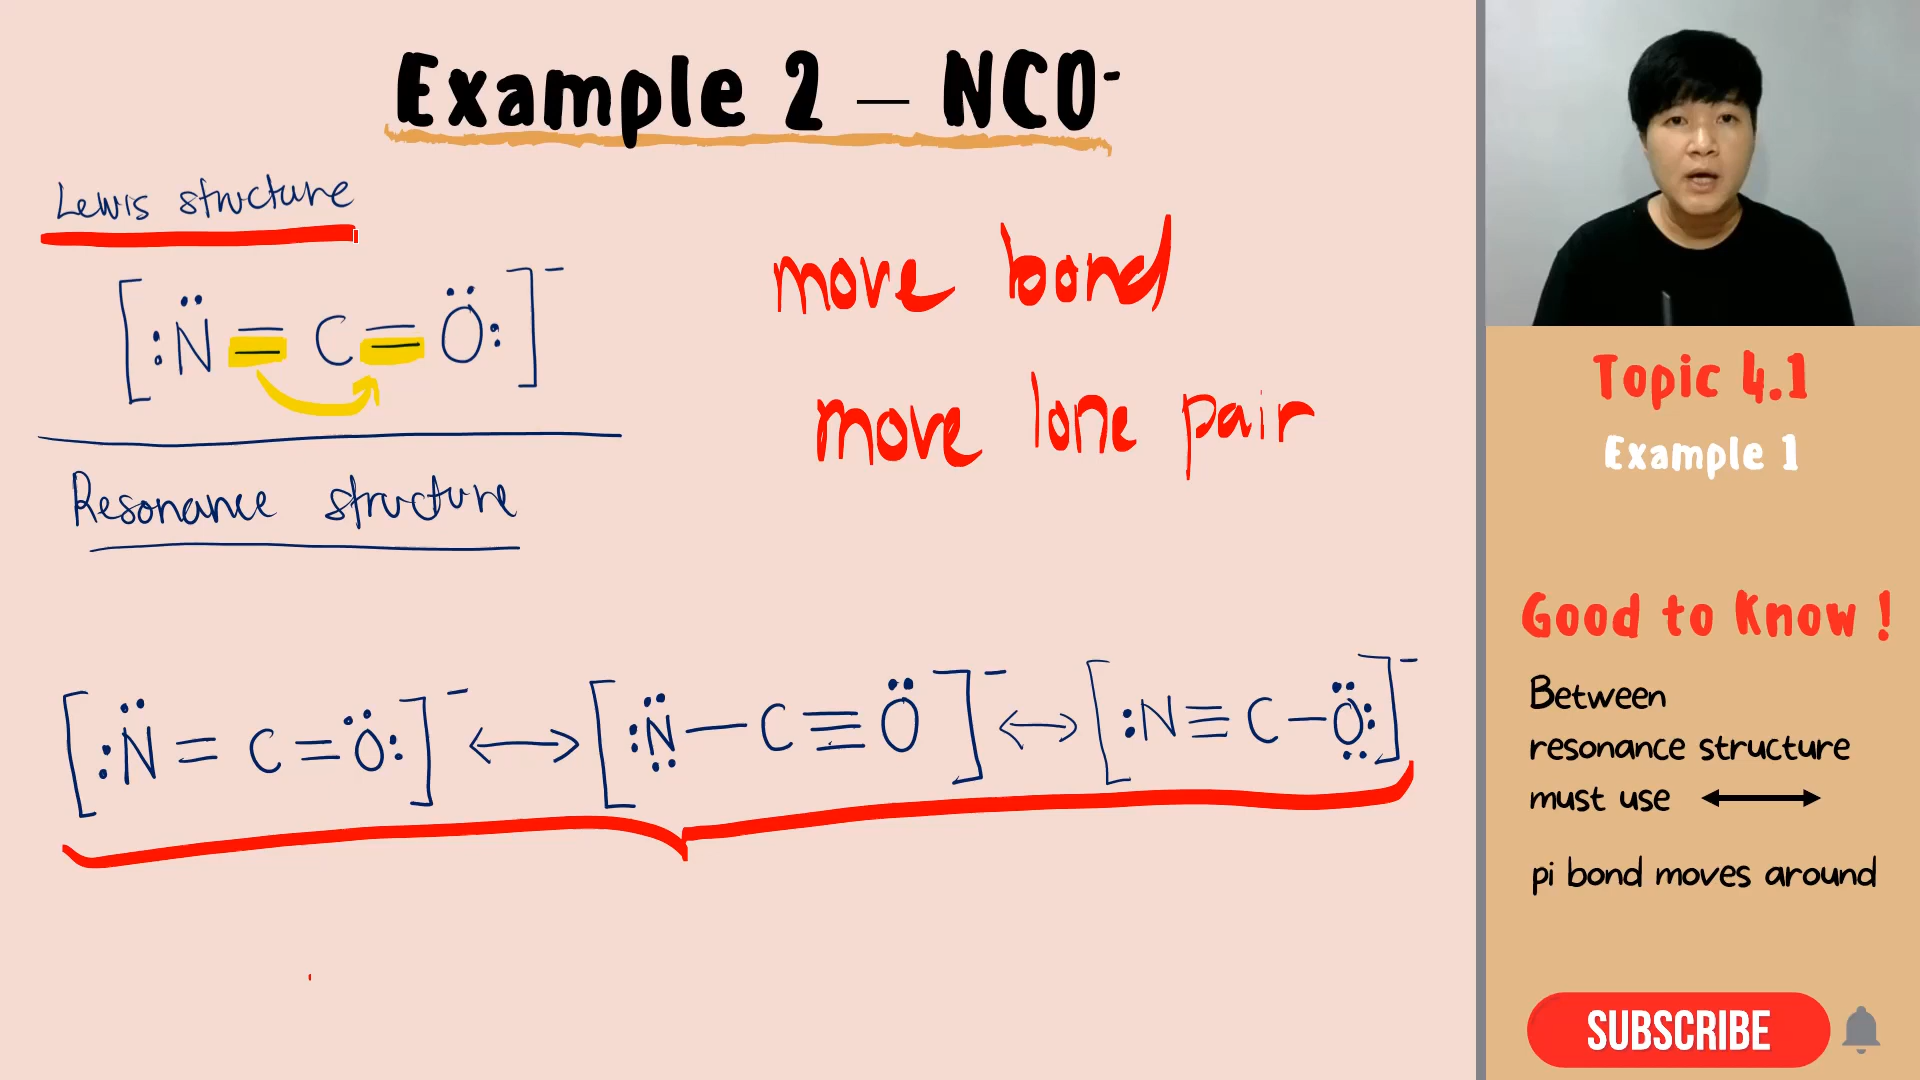 Example 2 – NCO⁻
Lewis structure
[:N̈ = C = Ö:]⁻
move bond
move lone pair
Resonance structure
[:N̈ = C = Ö:]⁻ ⟷ [:N̤̈ — C ≡ Ö]⁻ ⟷ [:N ≡ C — Ö̤:]⁻
Topic 4.1
Example 1
Good to Know !
Between
resonance structure
must use ⟷
pi bond moves around
SUBSCRIBE